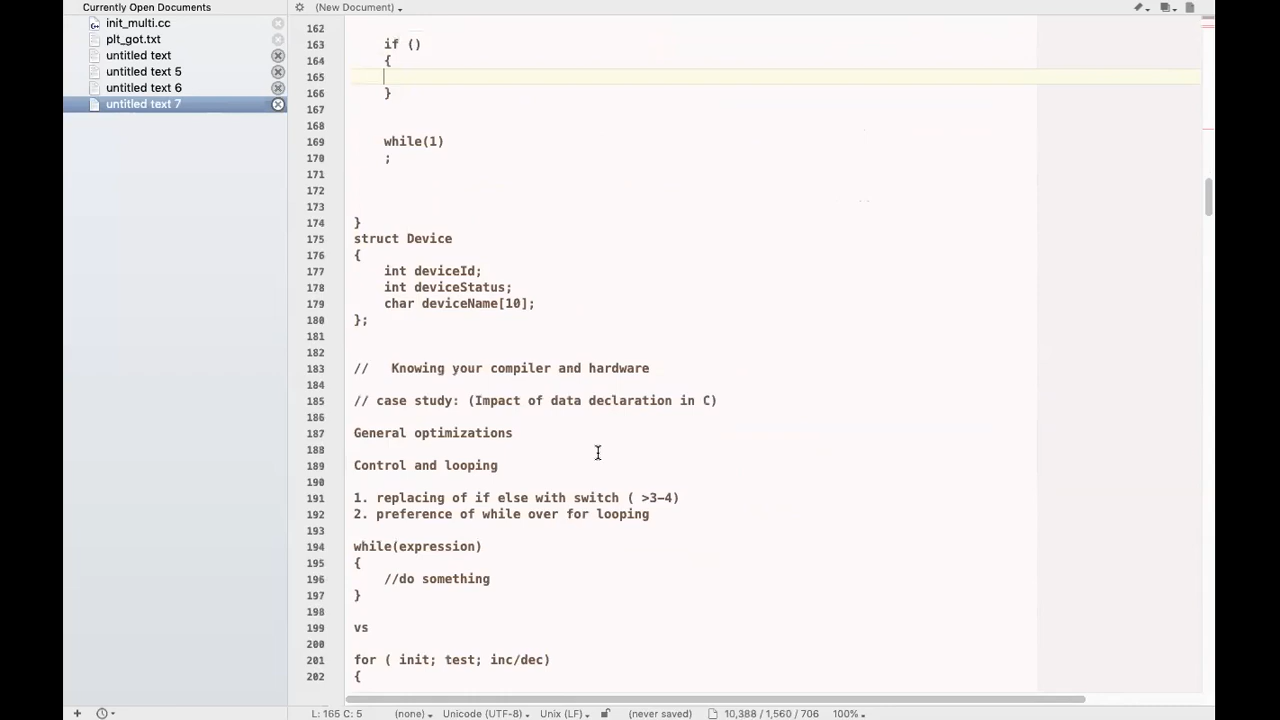 Currently Open Documents
(New Document)
init_multi.cc
plt_got.txt
untitled text
untitled text 5
untitled text 6
untitled text 7
162
163 if ()
164 {
165
166 }
167
168
169 while(1)
170 ;
171
172
173
174 }
175 struct Device
176 {
177 int deviceId;
178 int deviceStatus;
179 char deviceName[10];
180 };
181
182
183 // Knowing your compiler and hardware
184
185 // case study: (Impact of data declaration in C)
186
187 General optimizations
188
189 Control and looping
190
191 1. replacing of if else with switch ( >3-4)
192 2. preference of while over for looping
193
194 while(expression)
195 {
196 //do something
197 }
198
199 vs
200
201 for ( init; test; inc/dec)
202 {
L: 165 C: 5 (none) Unicode (UTF-8) Unix (LF) (never saved) 10,388 / 1,560 / 706 100%